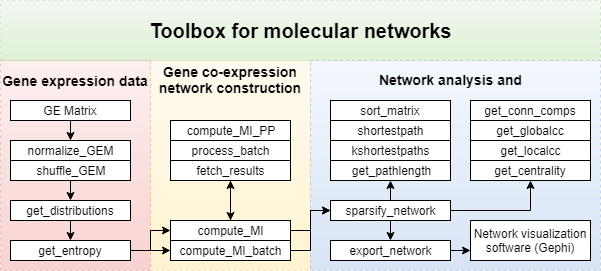 Toolbox for molecular networks
Gene expression data
GE Matrix
normalize_GEM
shuffle_GEM
get_distributions
get_entropy
Gene co-expression
network construction
compute_MI_PP
process_batch
fetch_results
compute_MI
compute_MI_batch
Network analysis and
sort_matrix
shortestpath
kshortestpaths
get_pathlength
get_conn_comps
get_globalcc
get_localcc
get_centrality
sparsify_network
export_network
Network visualization
software (Gephi)